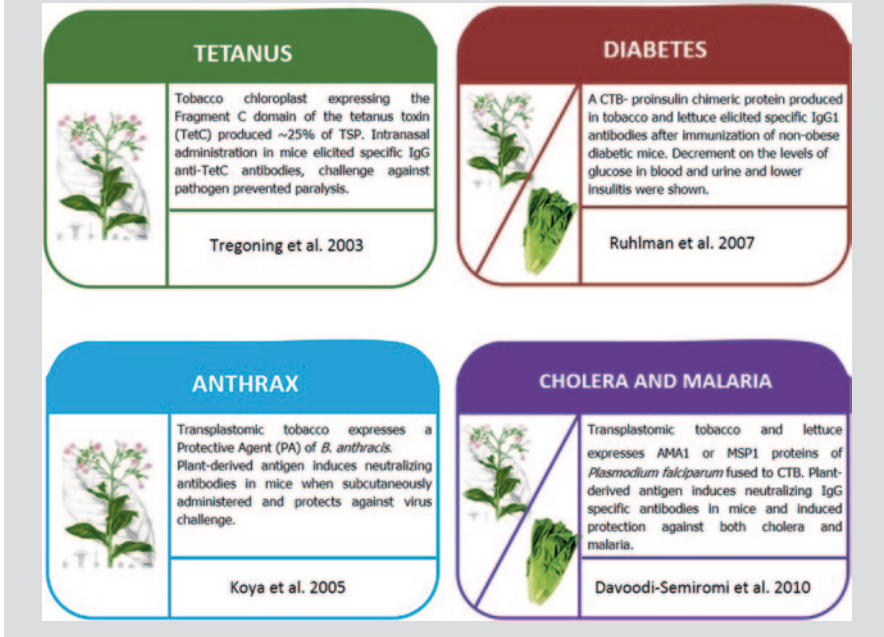 TETANUS
Tobacco chloroplast expressing the
Fragment C domain of the tetanus toxin
(TetC) produced ~25% of TSP. Intranasal
administration in mice elicited specific IgG
anti-TetC antibodies, challenge against
pathogen prevented paralysis.
Tregoning et al. 2003
DIABETES
A CTB- proinsulin chimeric protein produced
in tobacco and lettuce elicited specific IgG1
antibodies after immunization of non-obese
diabetic mice. Decrement on the levels of
glucose in blood and urine and lower
insulitis were shown.
Ruhlman et al. 2007
ANTHRAX
Transplastomic tobacco expresses a
Protective Agent (PA) of B. anthracis.
Plant-derived antigen induces neutralizing
antibodies in mice when subcutaneously
administered and protects against virus
challenge.
Koya et al. 2005
CHOLERA AND MALARIA
Transplastomic tobacco and lettuce
expresses AMA1 or MSP1 proteins of
Plasmodium falciparum fused to CTB. Plant-
derived antigen induces neutralizing IgG
specific antibodies in mice and induced
protection against both cholera and
malaria.
Davoodi-Semiromi et al. 2010